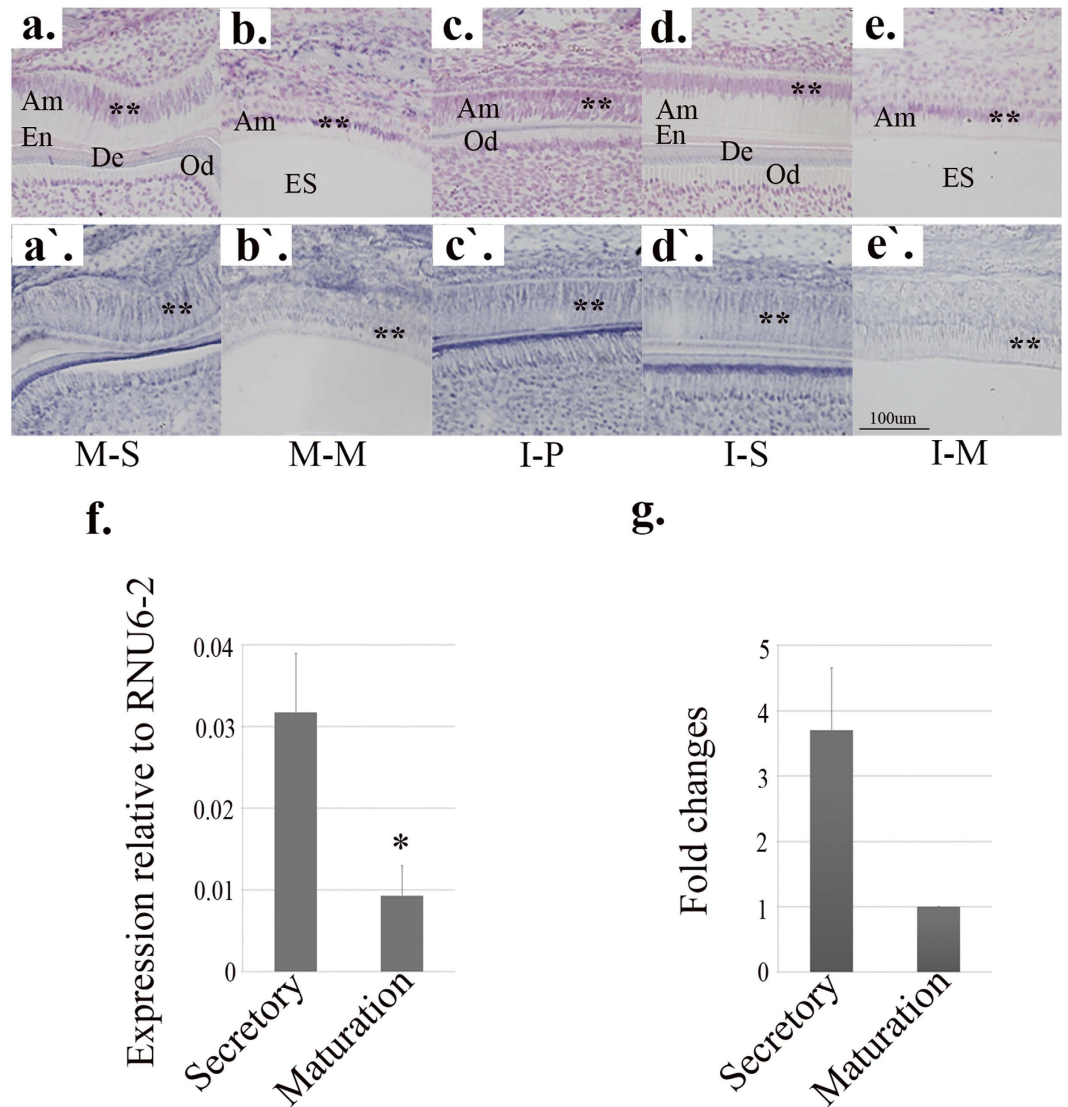 a. b. c. d. e.
Am ** Am ** Am ** Am ** Am **
En De Od ES Od En De Od ES
a`. b`. c`. d`. e`.
** ** ** ** **
100um
M-S M-M I-P I-S I-M
f. g.
Expression relative to RNU6-2
0.04
0.03
0.02
0.01
0
*
Secretory Maturation
Fold changes
5
4
3
2
1
0
Secretory Maturation